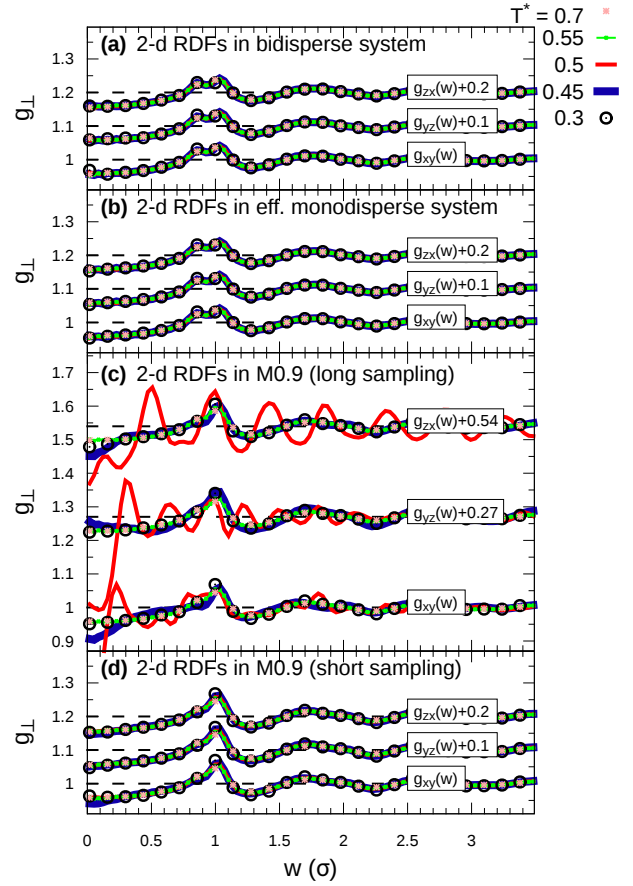 T* = 0.7
0.55
0.5
0.45
0.3
(a) 2-d RDFs in bidisperse system
g⊥
1.3
1.2
1.1
1
gzx(w)+0.2
gyz(w)+0.1
gxy(w)
(b) 2-d RDFs in eff. monodisperse system
g⊥
1.3
1.2
1.1
1
gzx(w)+0.2
gyz(w)+0.1
gxy(w)
(c) 2-d RDFs in M0.9 (long sampling)
g⊥
1.7
1.6
1.5
1.4
1.3
1.2
1.1
1
0.9
gzx(w)+0.54
gyz(w)+0.27
gxy(w)
(d) 2-d RDFs in M0.9 (short sampling)
g⊥
1.3
1.2
1.1
1
gzx(w)+0.2
gyz(w)+0.1
gxy(w)
0 0.5 1 1.5 2 2.5 3
w (σ)